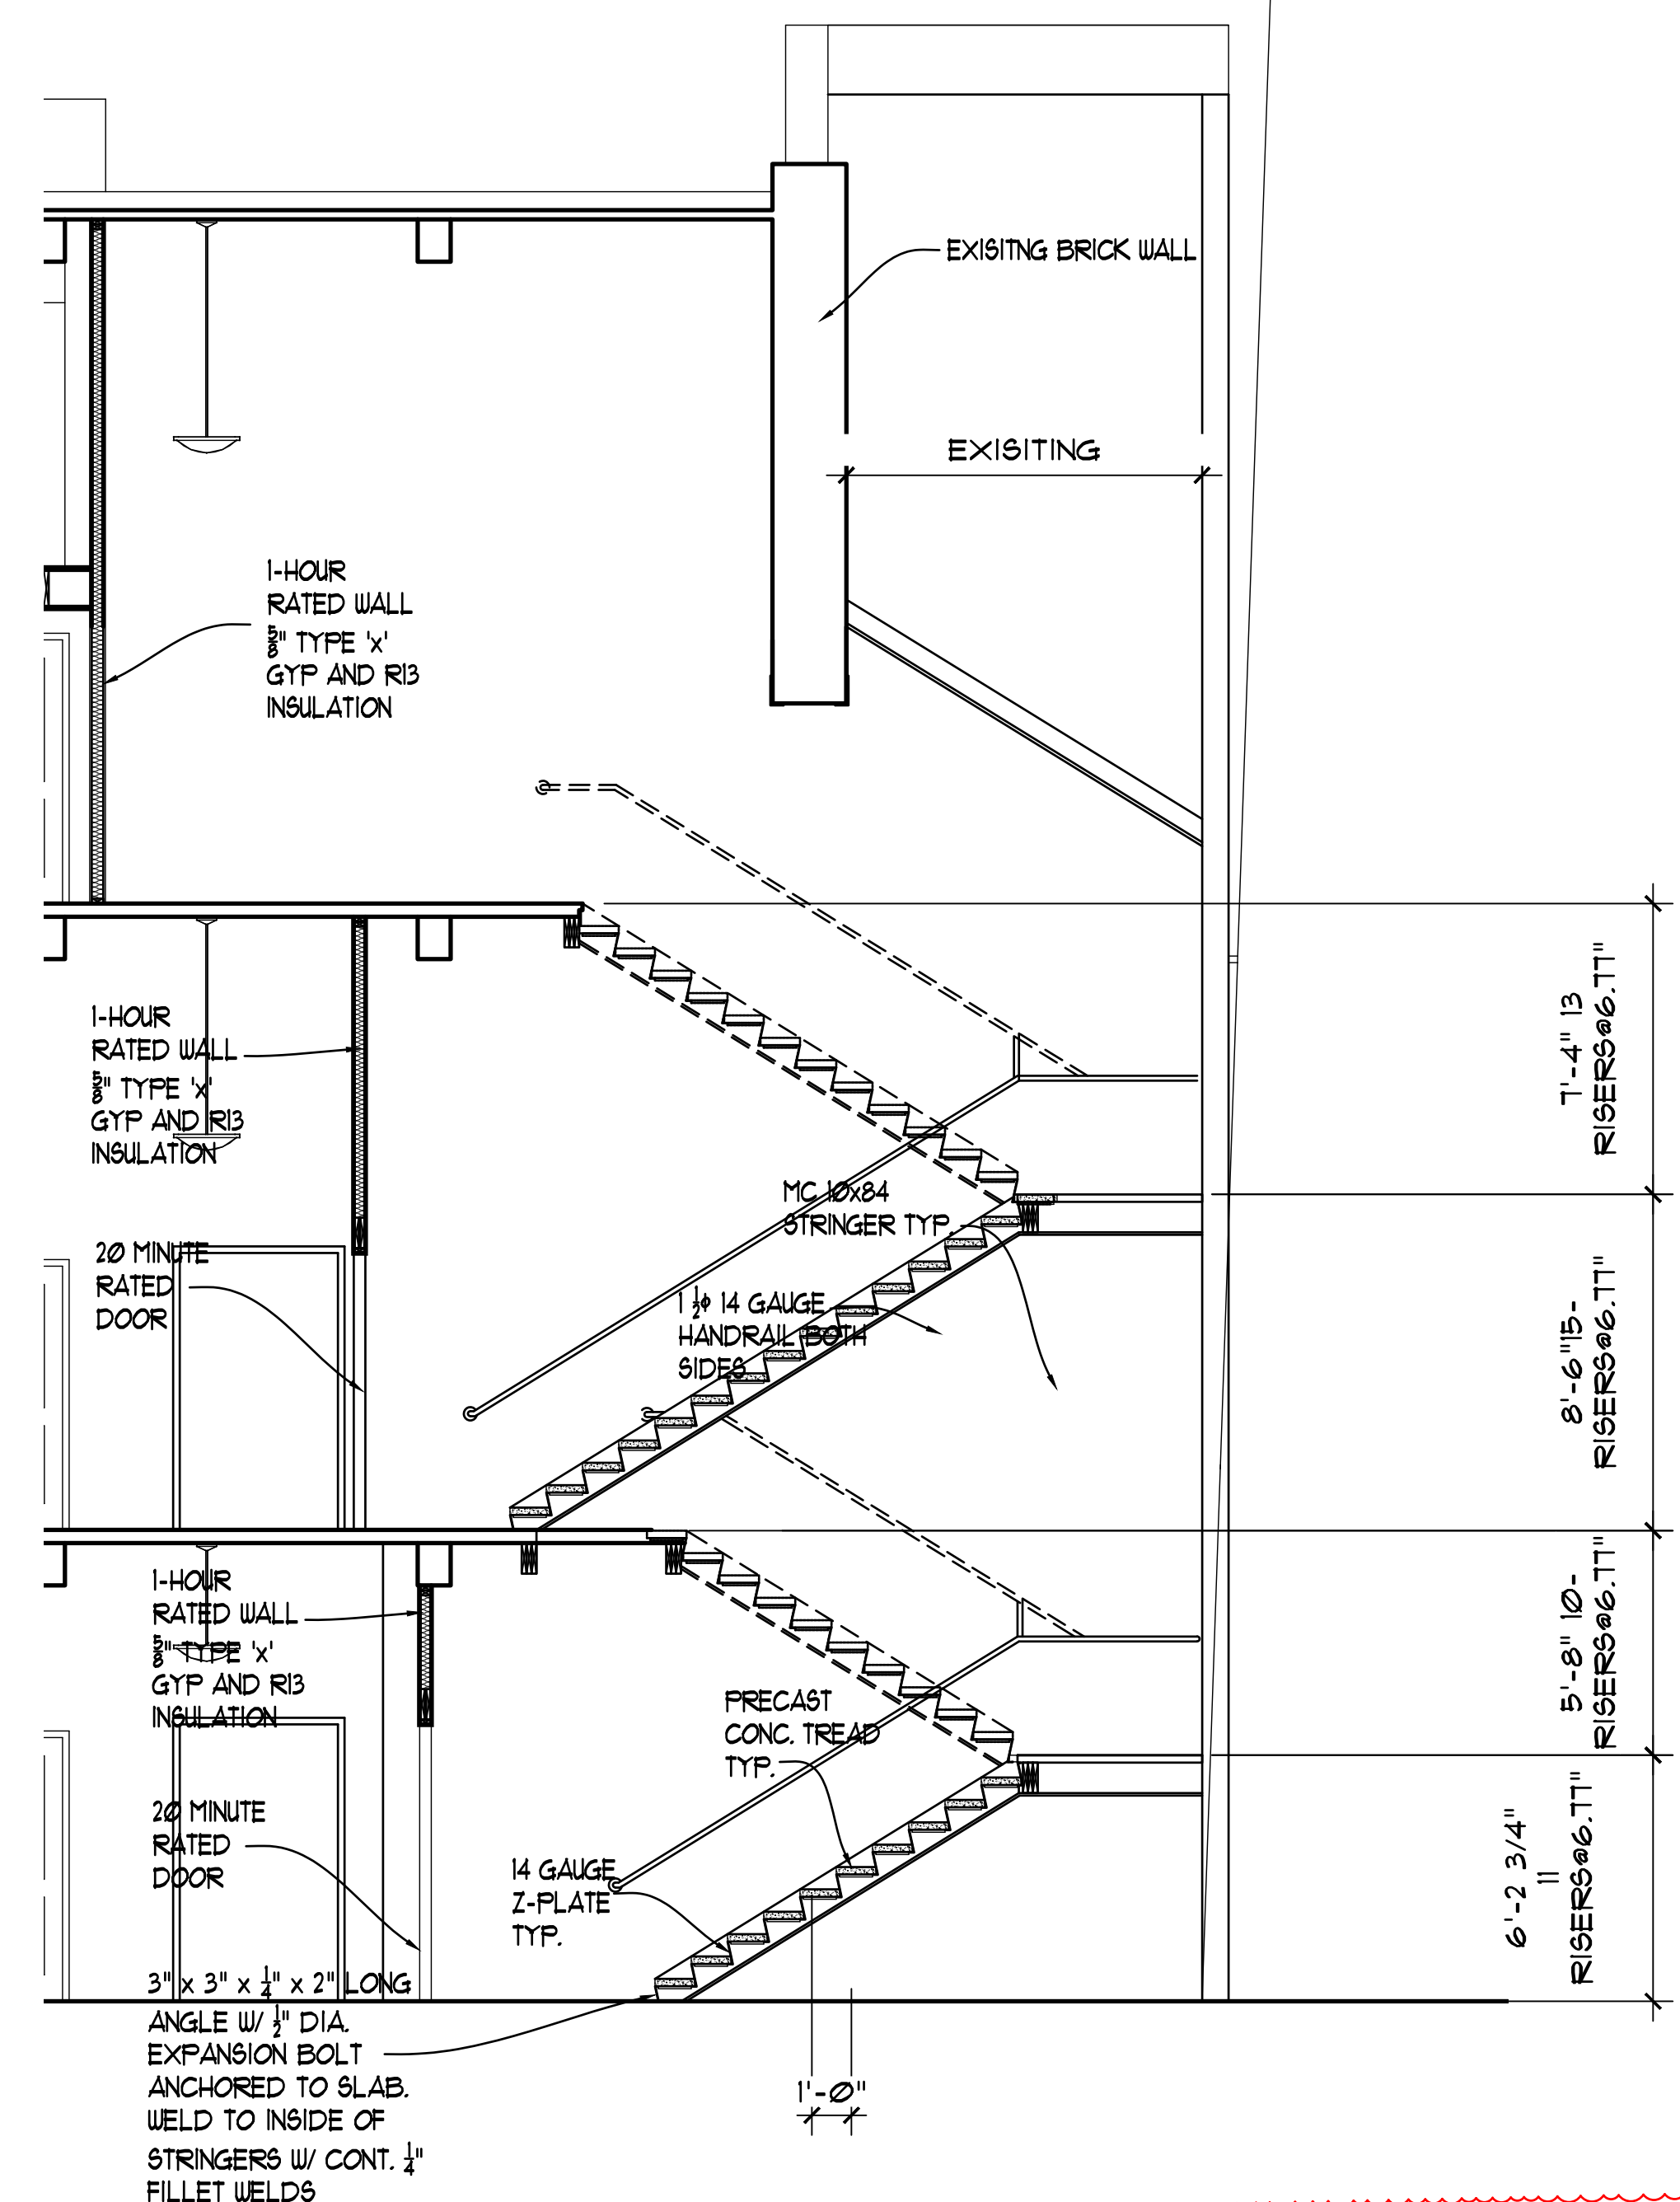 EXISITNG BRICK WALL
EXISITING
1-HOUR
RATED WALL
5/8" TYPE 'x'
GYP AND R13
INSULATION
1-HOUR
RATED WALL
5/8" TYPE 'x'
GYP AND R13
INSULATION
20 MINUTE
RATED
DOOR
MC 10x84
STRINGER TYP.
1 1/2ϕ 14 GAUGE
HANDRAIL BOTH
SIDES
7'-4" 13
RISERS@6.77"
8'-6"15-
RISERS@6.77"
5'-8" 10-
RISERS@6.77"
6'-2 3/4"
11
RISERS@6.77"
1-HOUR
RATED WALL
5/8" TYPE 'x'
GYP AND R13
INSULATION
PRECAST
CONC. TREAD
TYP.
20 MINUTE
RATED
DOOR
14 GAUGE
Z-PLATE
TYP.
3" x 3" x 1/4" x 2" LONG
ANGLE W/ 1/2" DIA.
EXPANSION BOLT
ANCHORED TO SLAB.
WELD TO INSIDE OF
STRINGERS W/ CONT. 1/4"
FILLET WELDS
1'-0"